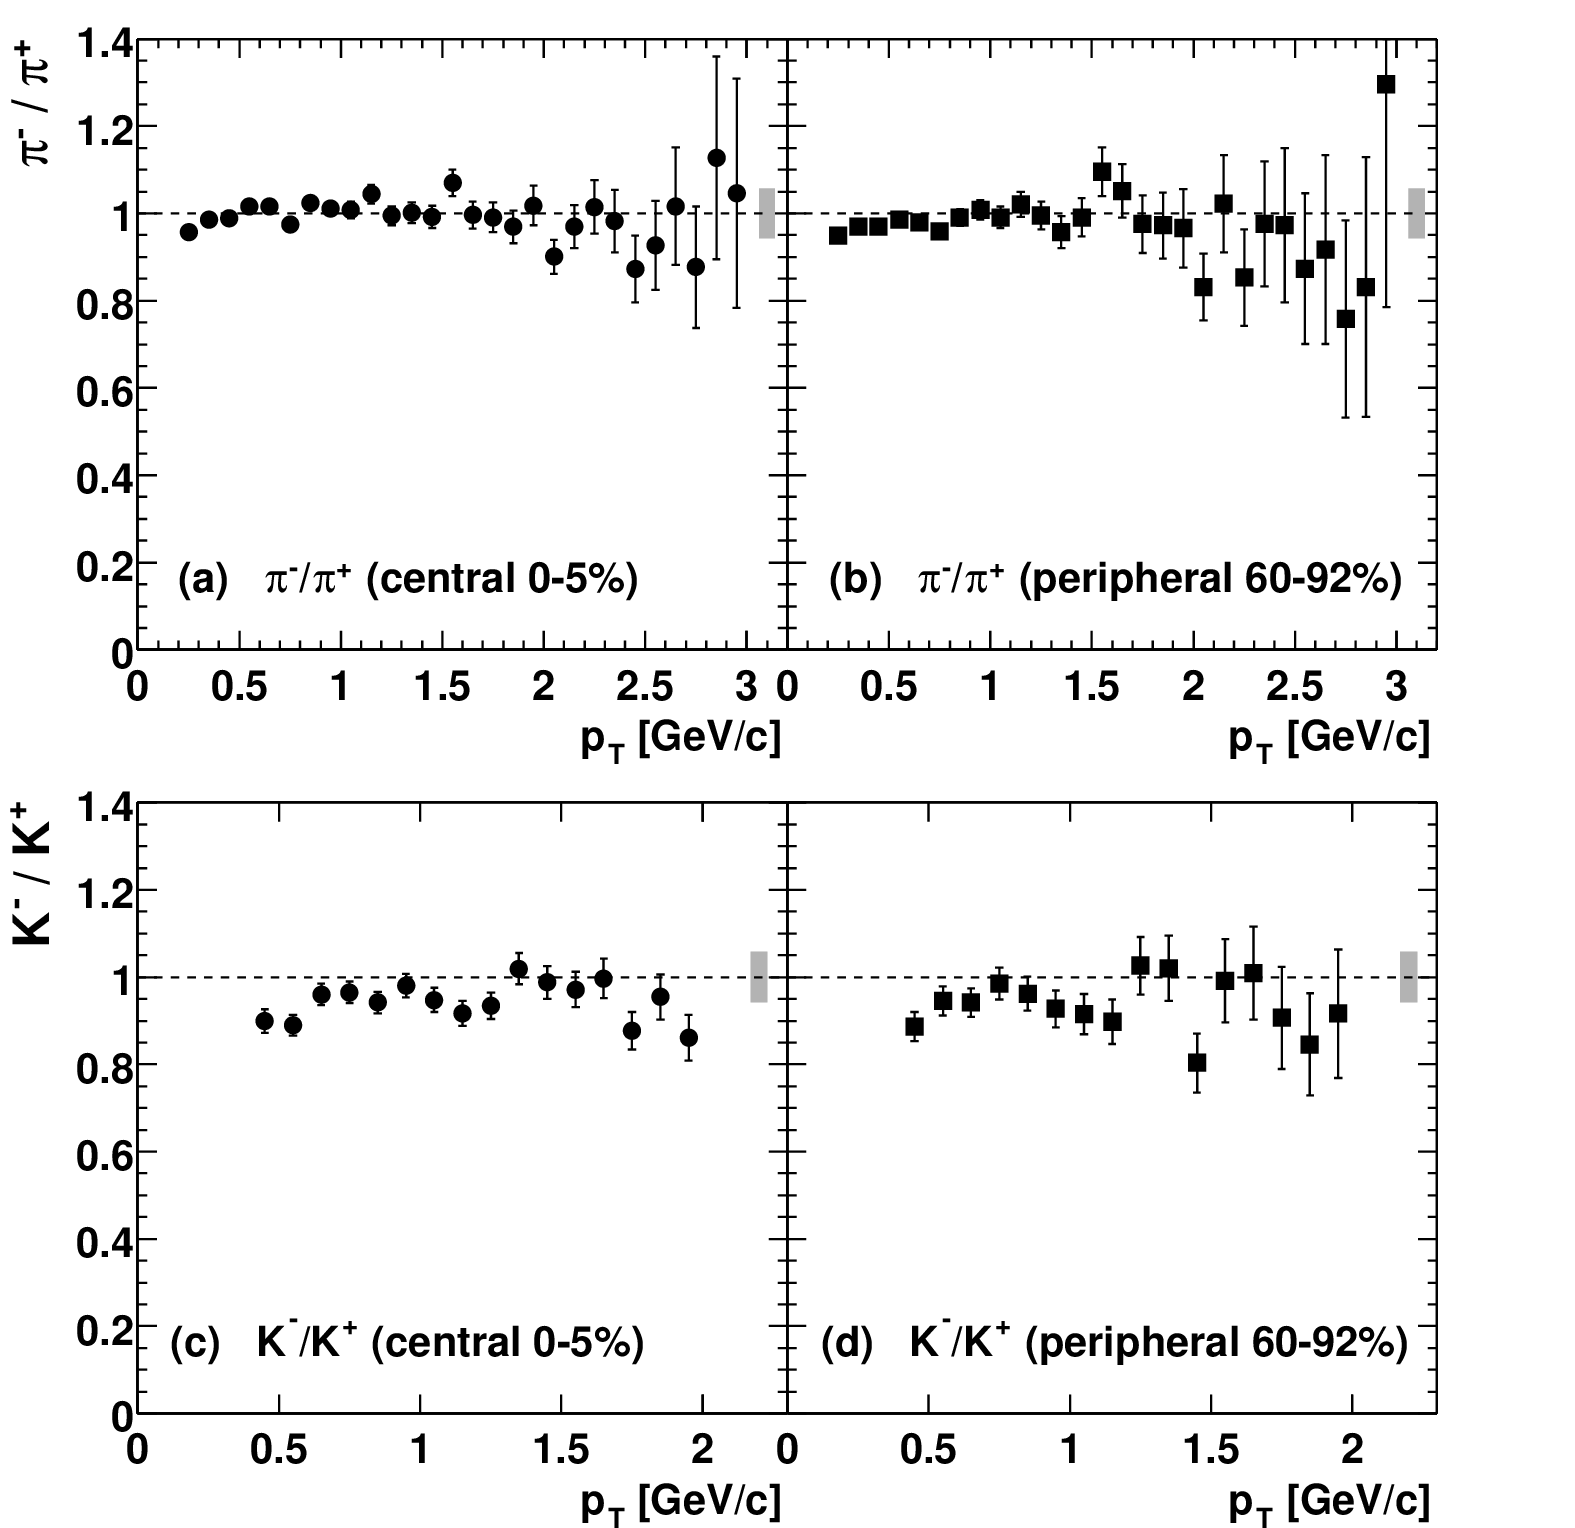 π⁻ / π⁺
1.4
1.2
1
0.8
0.6
0.4
0.2
0
(a) π⁻/π⁺ (central 0-5%)
(b) π⁻/π⁺ (peripheral 60-92%)
0 0.5 1 1.5 2 2.5 3 0 0.5 1 1.5 2 2.5 3
p_T [GeV/c] p_T [GeV/c]
K⁻ / K⁺
1.4
1.2
1
0.8
0.6
0.4
0.2
0
(c) K⁻/K⁺ (central 0-5%)
(d) K⁻/K⁺ (peripheral 60-92%)
0 0.5 1 1.5 2 0 0.5 1 1.5 2
p_T [GeV/c] p_T [GeV/c]